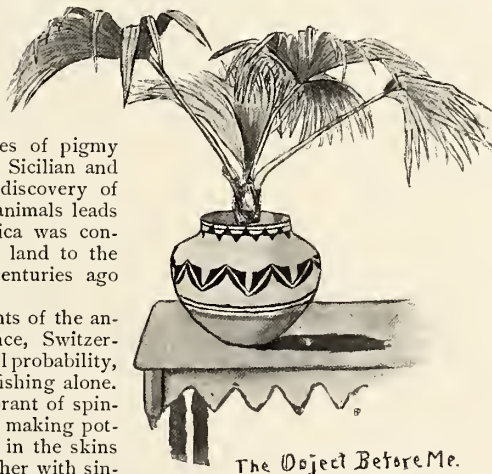 es of pigmy
Sicilian and
discovery of
animals leads
ica was con-
land to the
enturies ago
nts of the an-
nce, Switzer-
l probability,
ishing alone.
rant of spin-
making pot-
in the skins
her with sin-
The Object Before Me.